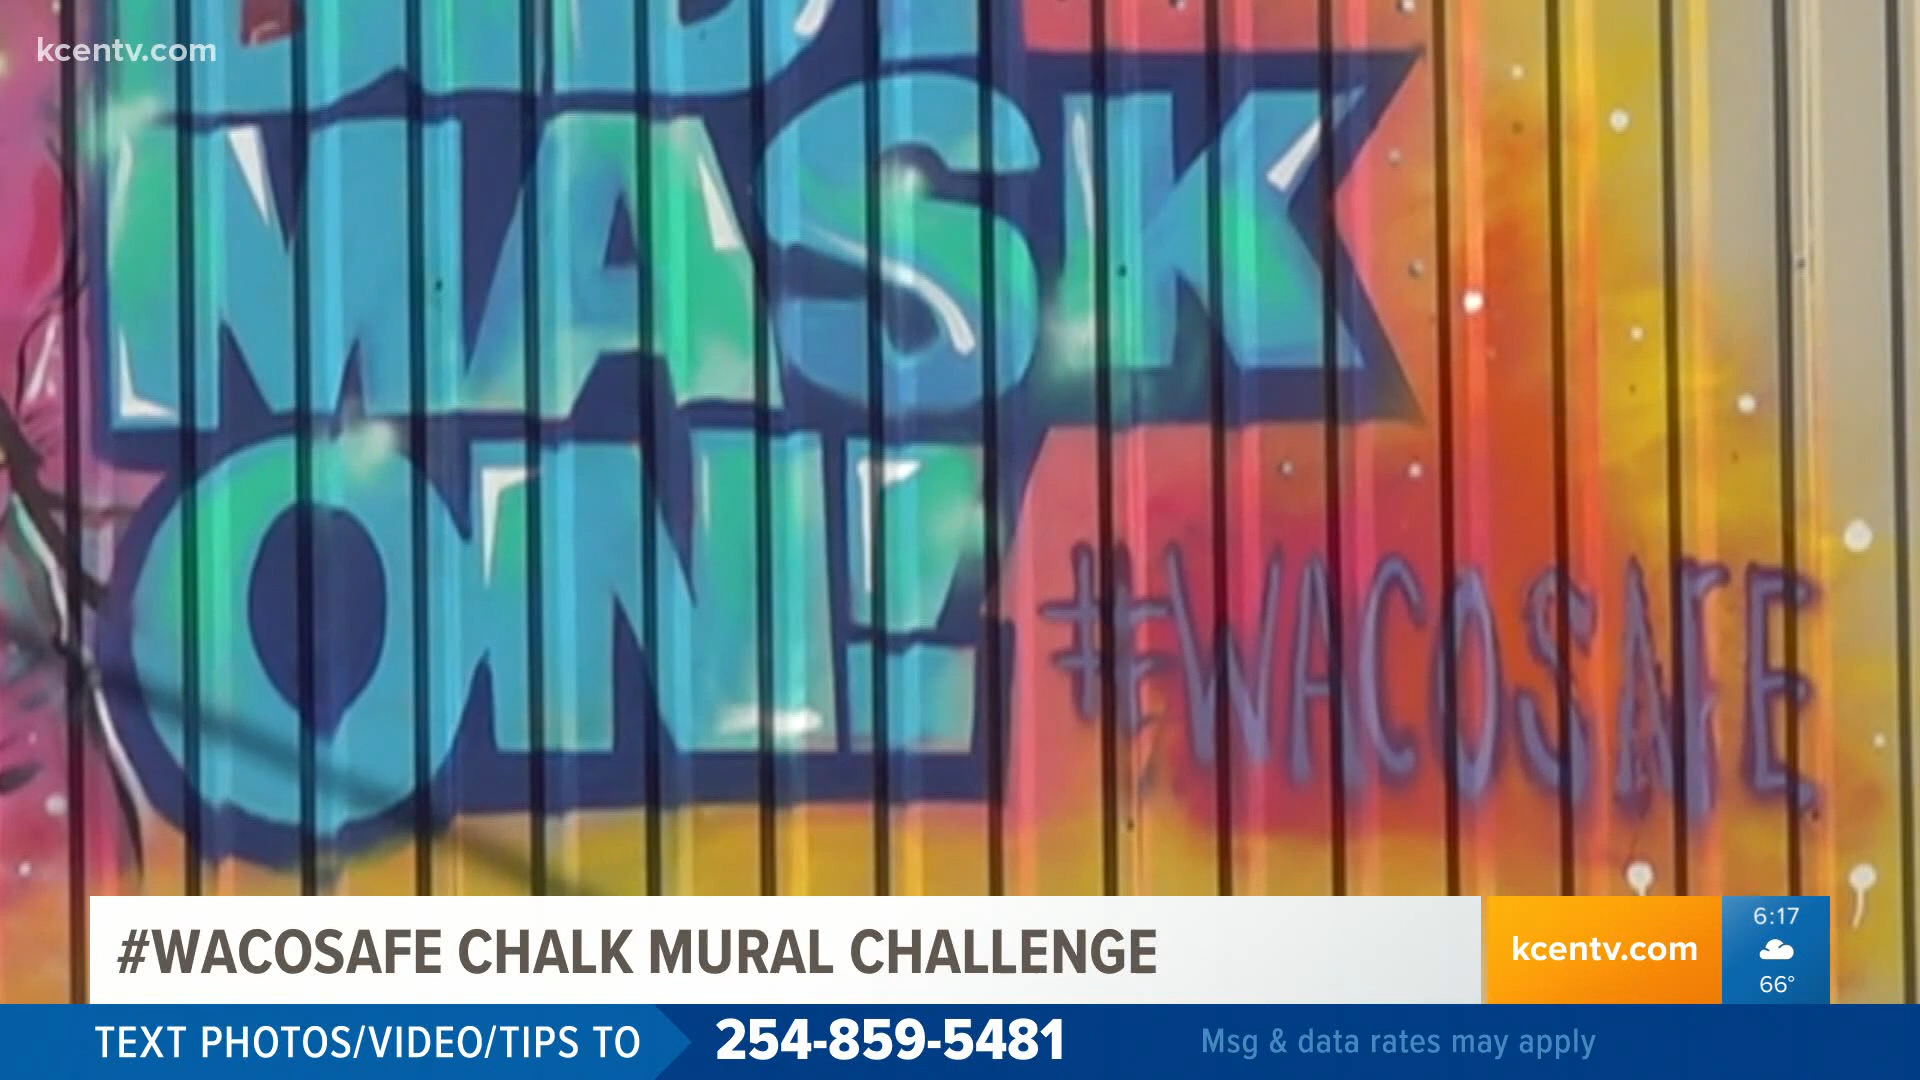 kcentv.com
MASK
ON!
#WACOSAFE
#WACOSAFE CHALK MURAL CHALLENGE
kcentv.com
6:17
66°
TEXT PHOTOS/VIDEO/TIPS TO 254-859-5481 Msg & data rates may apply